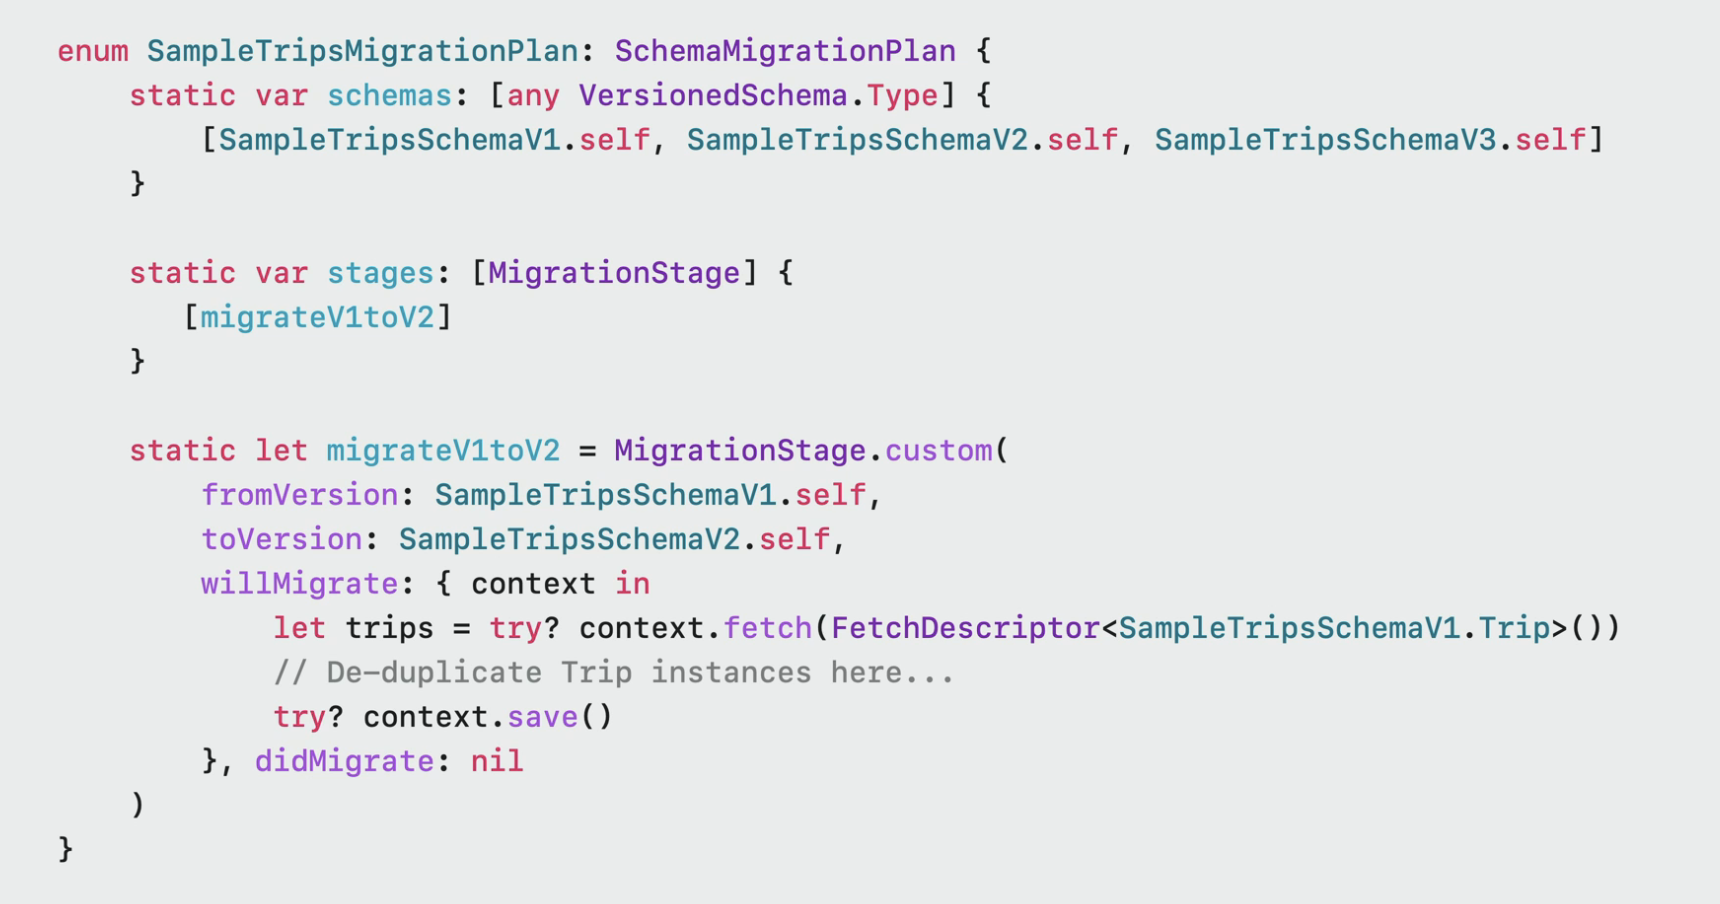 enum SampleTripsMigrationPlan: SchemaMigrationPlan {
    static var schemas: [any VersionedSchema.Type] {
        [SampleTripsSchemaV1.self, SampleTripsSchemaV2.self, SampleTripsSchemaV3.self]
    }

    static var stages: [MigrationStage] {
       [migrateV1toV2]
    }

    static let migrateV1toV2 = MigrationStage.custom(
        fromVersion: SampleTripsSchemaV1.self,
        toVersion: SampleTripsSchemaV2.self,
        willMigrate: { context in
            let trips = try? context.fetch(FetchDescriptor<SampleTripsSchemaV1.Trip>())
            // De-duplicate Trip instances here...
            try? context.save()
        }, didMigrate: nil
    )
}